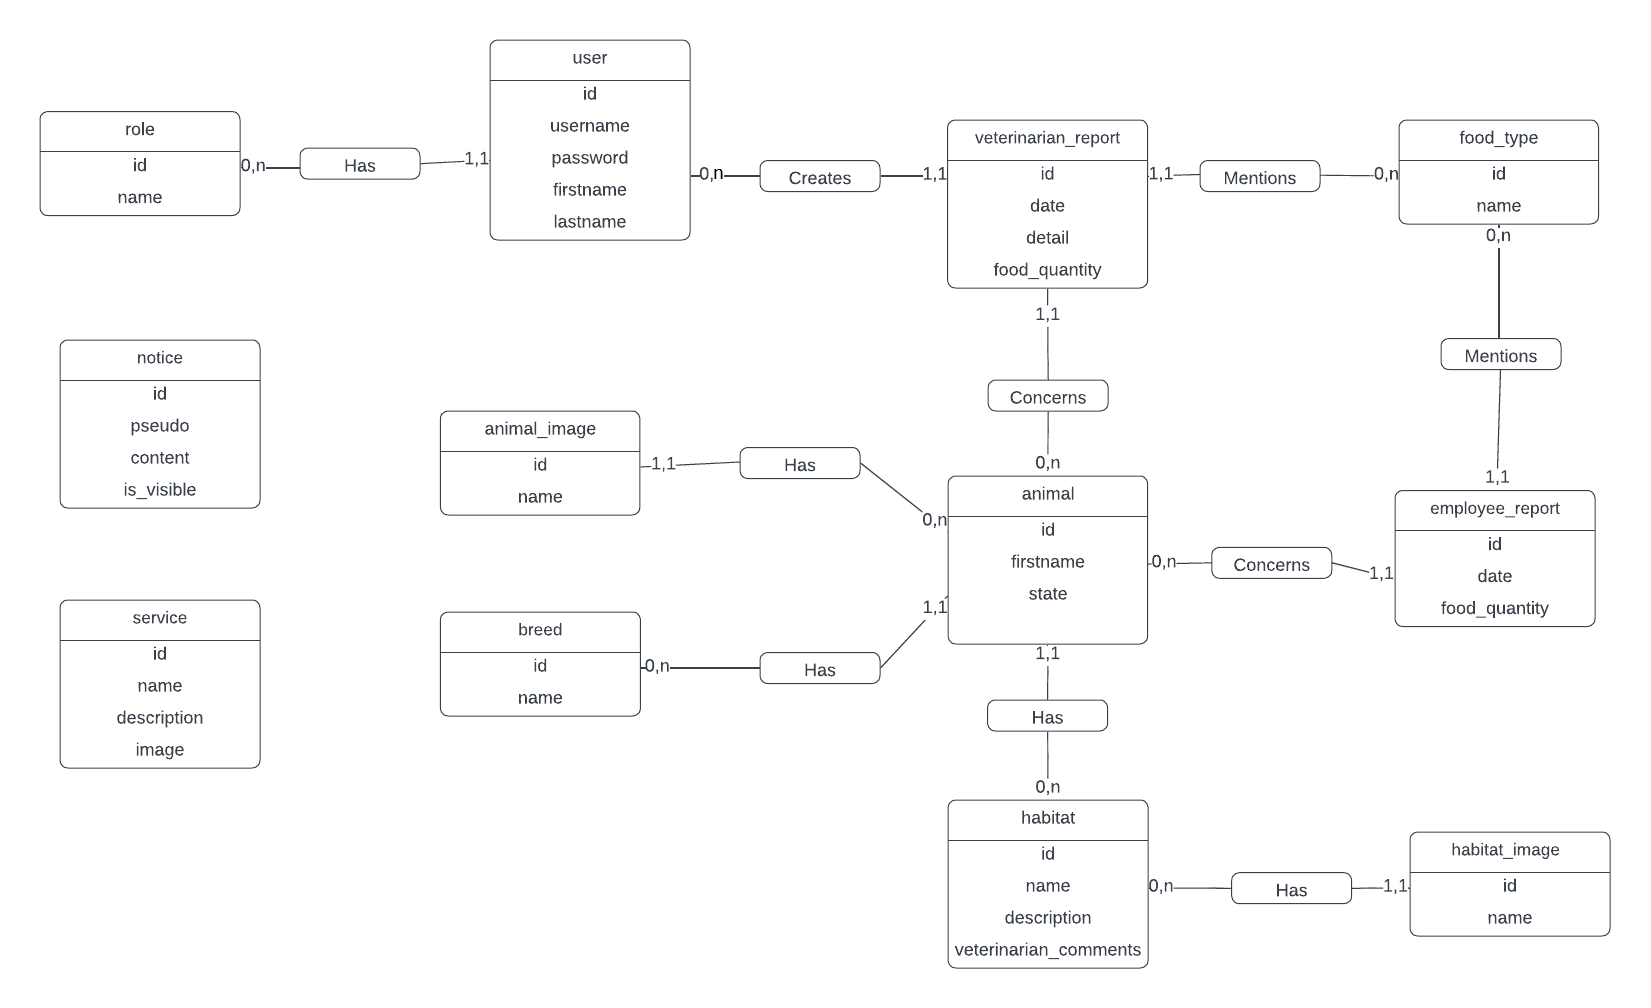 user
id
username
password
firstname
lastname
role
id
name
0,n
Has
1,1
0,n
Creates
1,1
veterinarian_report
id
date
detail
food_quantity
1,1
Mentions
0,n
food_type
id
name
0,n
Mentions
1,1
1,1
Concerns
0,n
notice
id
pseudo
content
is_visible
animal_image
id
name
1,1
Has
0,n
animal
id
firstname
state
0,n
Concerns
1,1
employee_report
id
date
food_quantity
service
id
name
description
image
breed
id
name
0,n
Has
1,1
1,1
Has
0,n
habitat
id
name
description
veterinarian_comments
0,n
Has
1,1
habitat_image
id
name